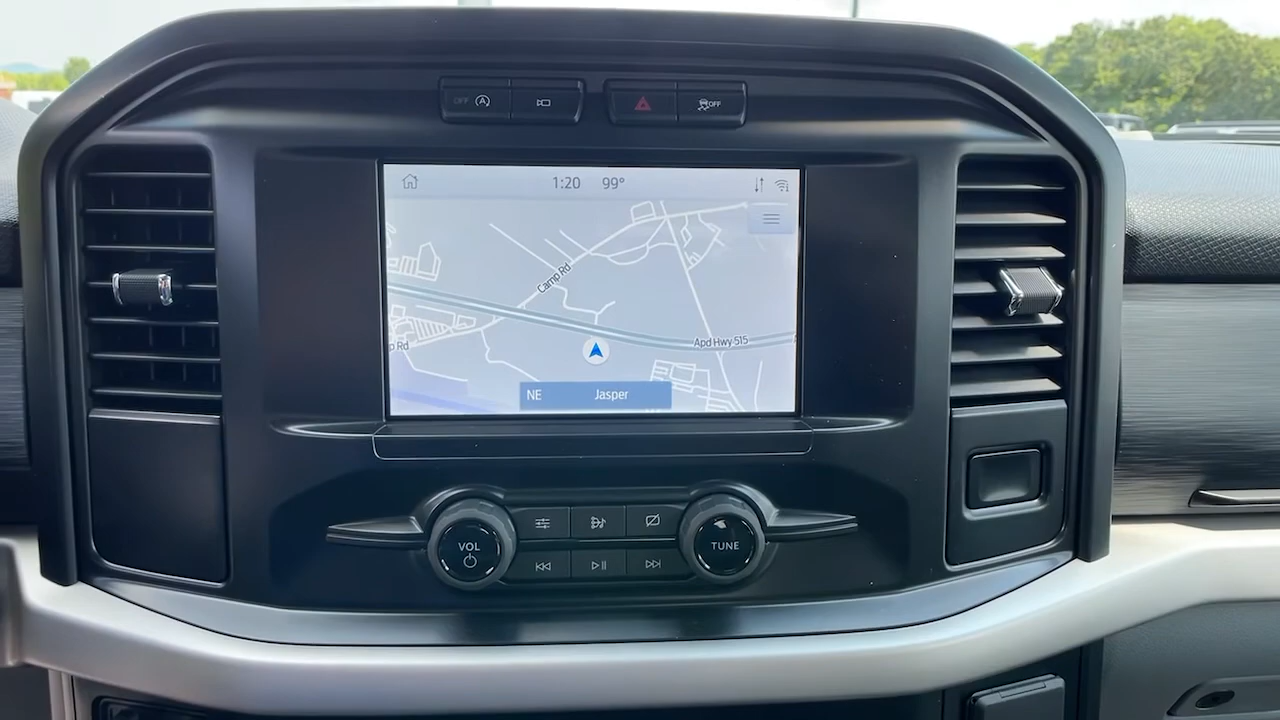 OFF A
OFF
1:20 99°
Camp Rd
p Rd
Apd Hwy 515
NE Jasper
VOL
TUNE